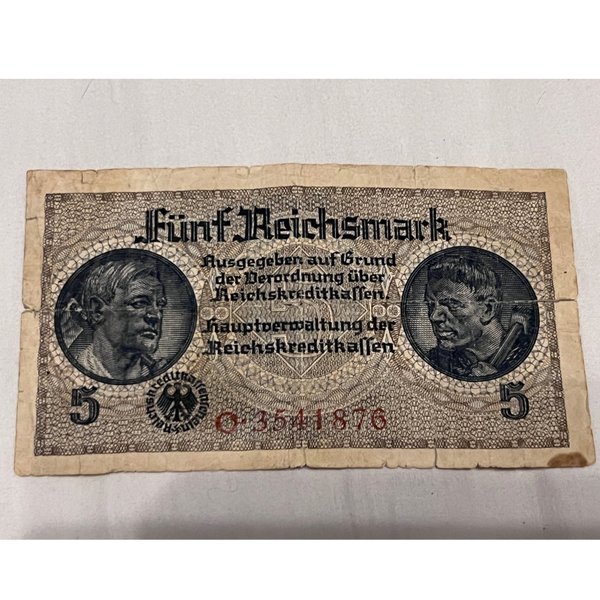 Fünf Reichsmark
Ausgegeben auf Grund
der Verordnung über
Reichskreditkassen.
Hauptverwaltung der
Reichskreditkassen
5
5
O·3541876